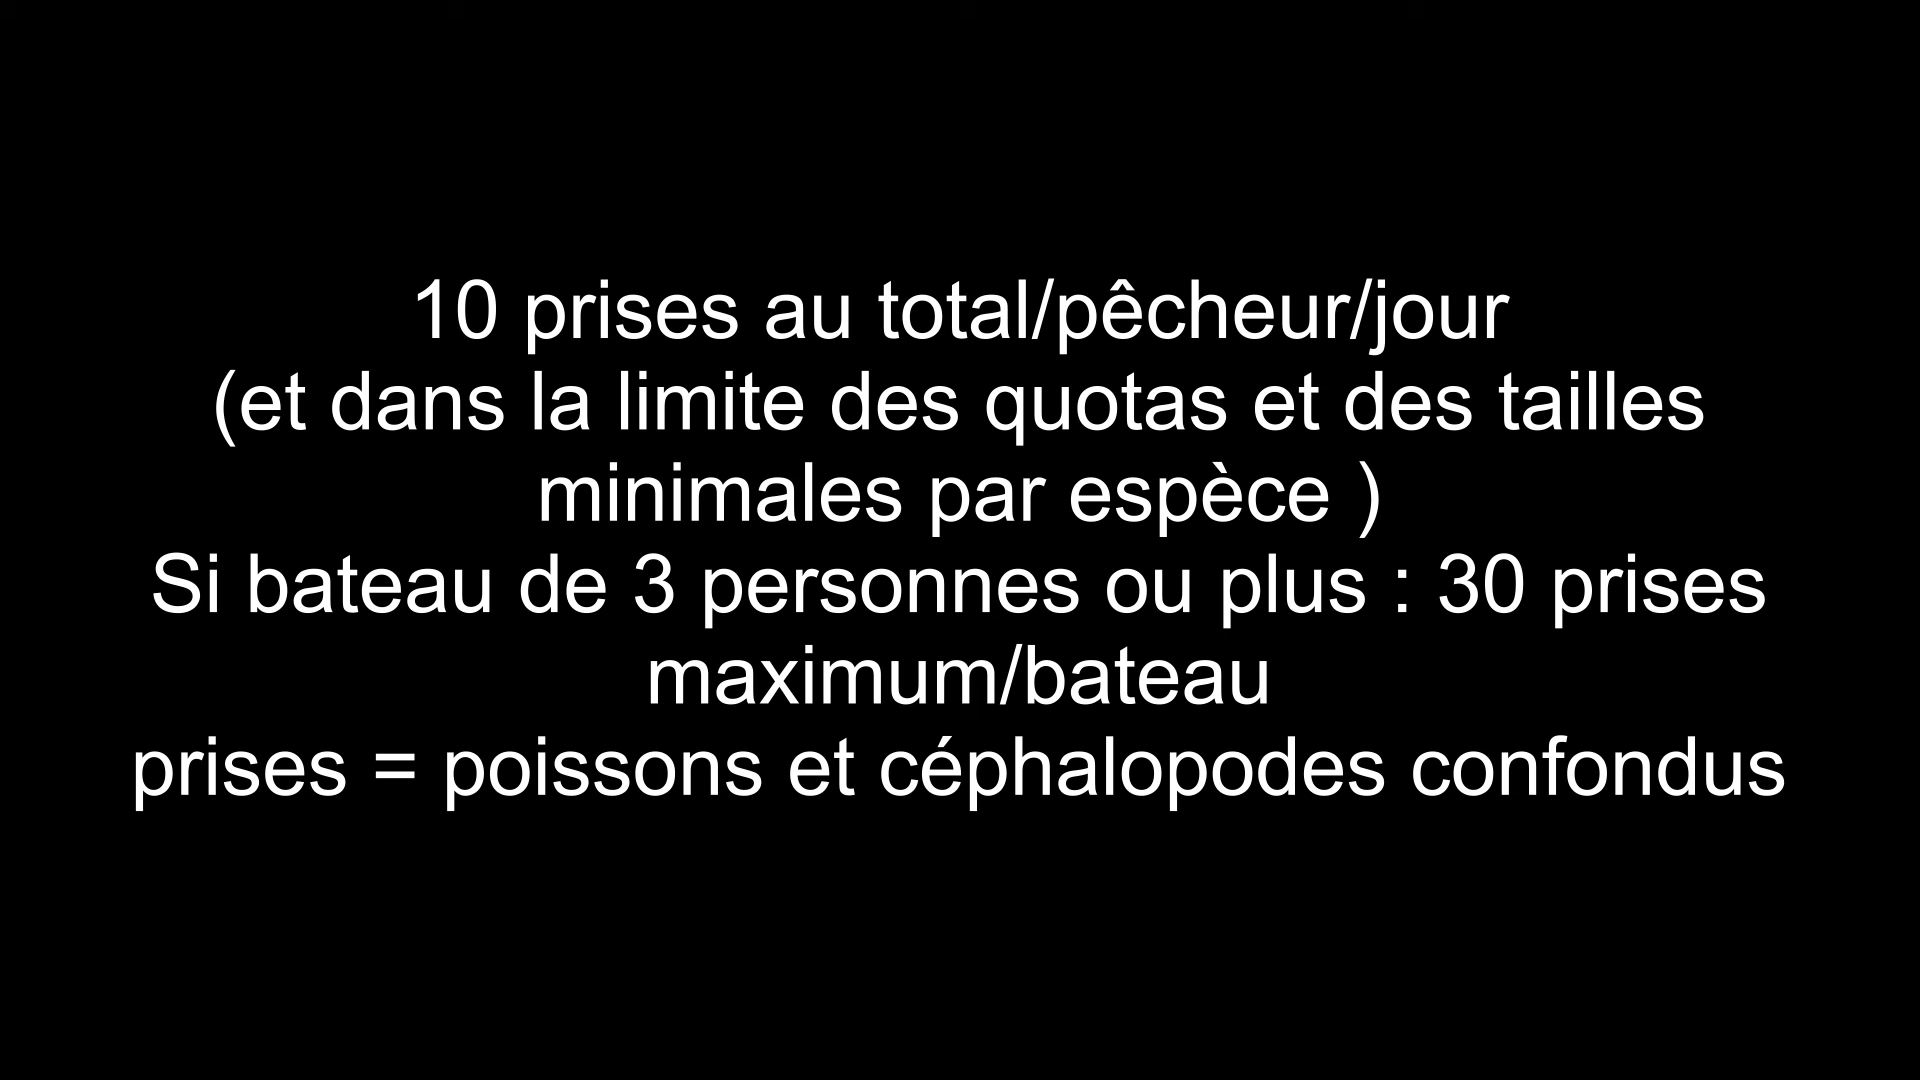 10 prises au total/pêcheur/jour
(et dans la limite des quotas et des tailles
minimales par espèce )
Si bateau de 3 personnes ou plus : 30 prises
maximum/bateau
prises = poissons et céphalopodes confondus